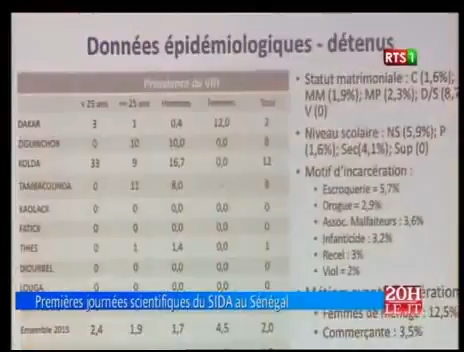 Données épidémiologiques - détenus
RTS1
Prévalence du VIH
< 25 ans >= 25 ans Hommes Femmes Total
DAKAR 3 1 0,4 12,0 2
ZIGUINCHOR 0 10 10,0 0,0 8
KOLDA 33 9 16,7 12
TAMBACOUNDA 0 11 8,0 8
KAOLACK 0 0 0,0 0,0 0
FATICK 0 0 0,0 0,0 0
THIES 0 1 1,4 0,0 1
DIOURBEL 0 0 0,0 0,0 0
LOUGA 0 0
Ensemble 2015 2,4 1,9 1,7 4,5 2,0
• Statut matrimoniale : C (1,6%);
MM (1,9%); MP (2,3%); D/S (8,7
V (0)
• Niveau scolaire : NS (5,9%); P
(1,6%); Sec(4,1%); Sup (0)
• Motif d'incarcération:
• Escroquerie = 5,7%
• Drogue = 2,9%
• Assoc. Malfaiteurs : 3,6%
• Infanticide : 3,2%
• Recel = 3%
• Viol = 2%
• Femmes de ménage : 12,5%
• Commerçante : 3,5%
Premières journées scientifiques du SIDA au Sénégal
20H
LE JT